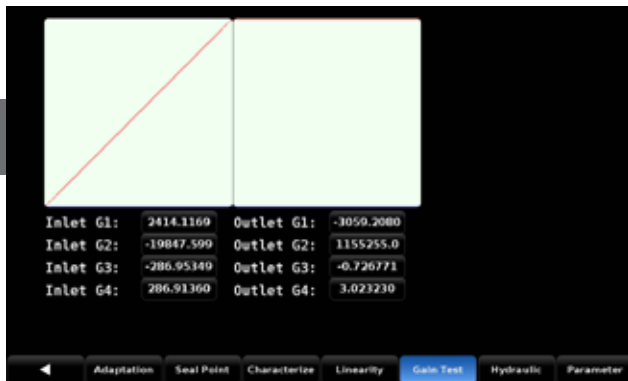 Inlet G1: 2414.1169 Outlet G1: -3059.2080
Inlet G2: -19847.599 Outlet G2: 1155255.0
Inlet G3: -286.95349 Outlet G3: -0.726771
Inlet G4: 286.91360 Outlet G4: 3.023230
Adaptation Seal Point Characterize Linearity Gain Test Hydraulic Parameter